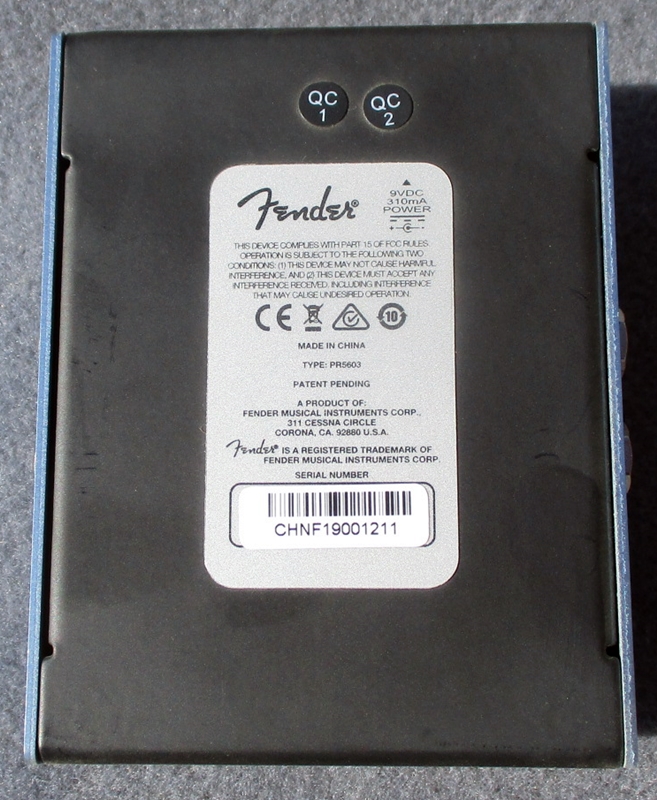 QC
1
QC
2
Fender®
9VDC
310mA
POWER
THIS DEVICE COMPLIES WITH PART 15 OF FCC RULES.
OPERATION IS SUBJECT TO THE FOLLOWING TWO
CONDITIONS: (1) THIS DEVICE MAY NOT CAUSE HARMFUL
INTERFERENCE, AND (2) THIS DEVICE MUST ACCEPT ANY
INTERFERENCE RECEIVED. INCLUDING INTERFERENCE
THAT MAY CAUSE UNDESIRED OPERATION.
CE 10
MADE IN CHINA
TYPE: PR5603
PATENT PENDING
A PRODUCT OF:
FENDER MUSICAL INSTRUMENTS CORP.,
311 CESSNA CIRCLE
CORONA, CA. 92880 U.S.A.
Fender® IS A REGISTERED TRADEMARK OF
FENDER MUSICAL INSTRUMENTS CORP.
SERIAL NUMBER
CHNF19001211